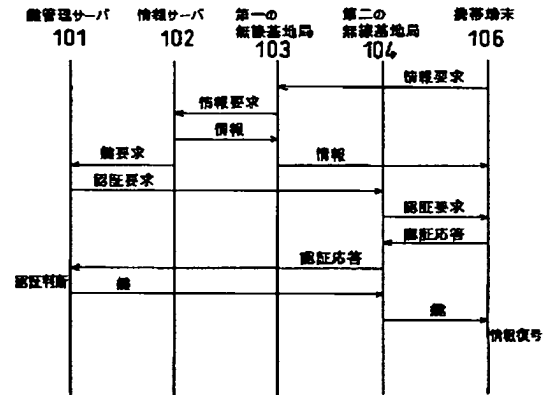 鍵管理サーバ
101
情報サーバ
102
第一の
無線基地局
103
第二の
無線基地局
104
携帯端末
106
情報要求
情報要求
情報
鍵要求
情報
認証要求
認証要求
認証応答
認証応答
認証判断
鍵
鍵
情報復号